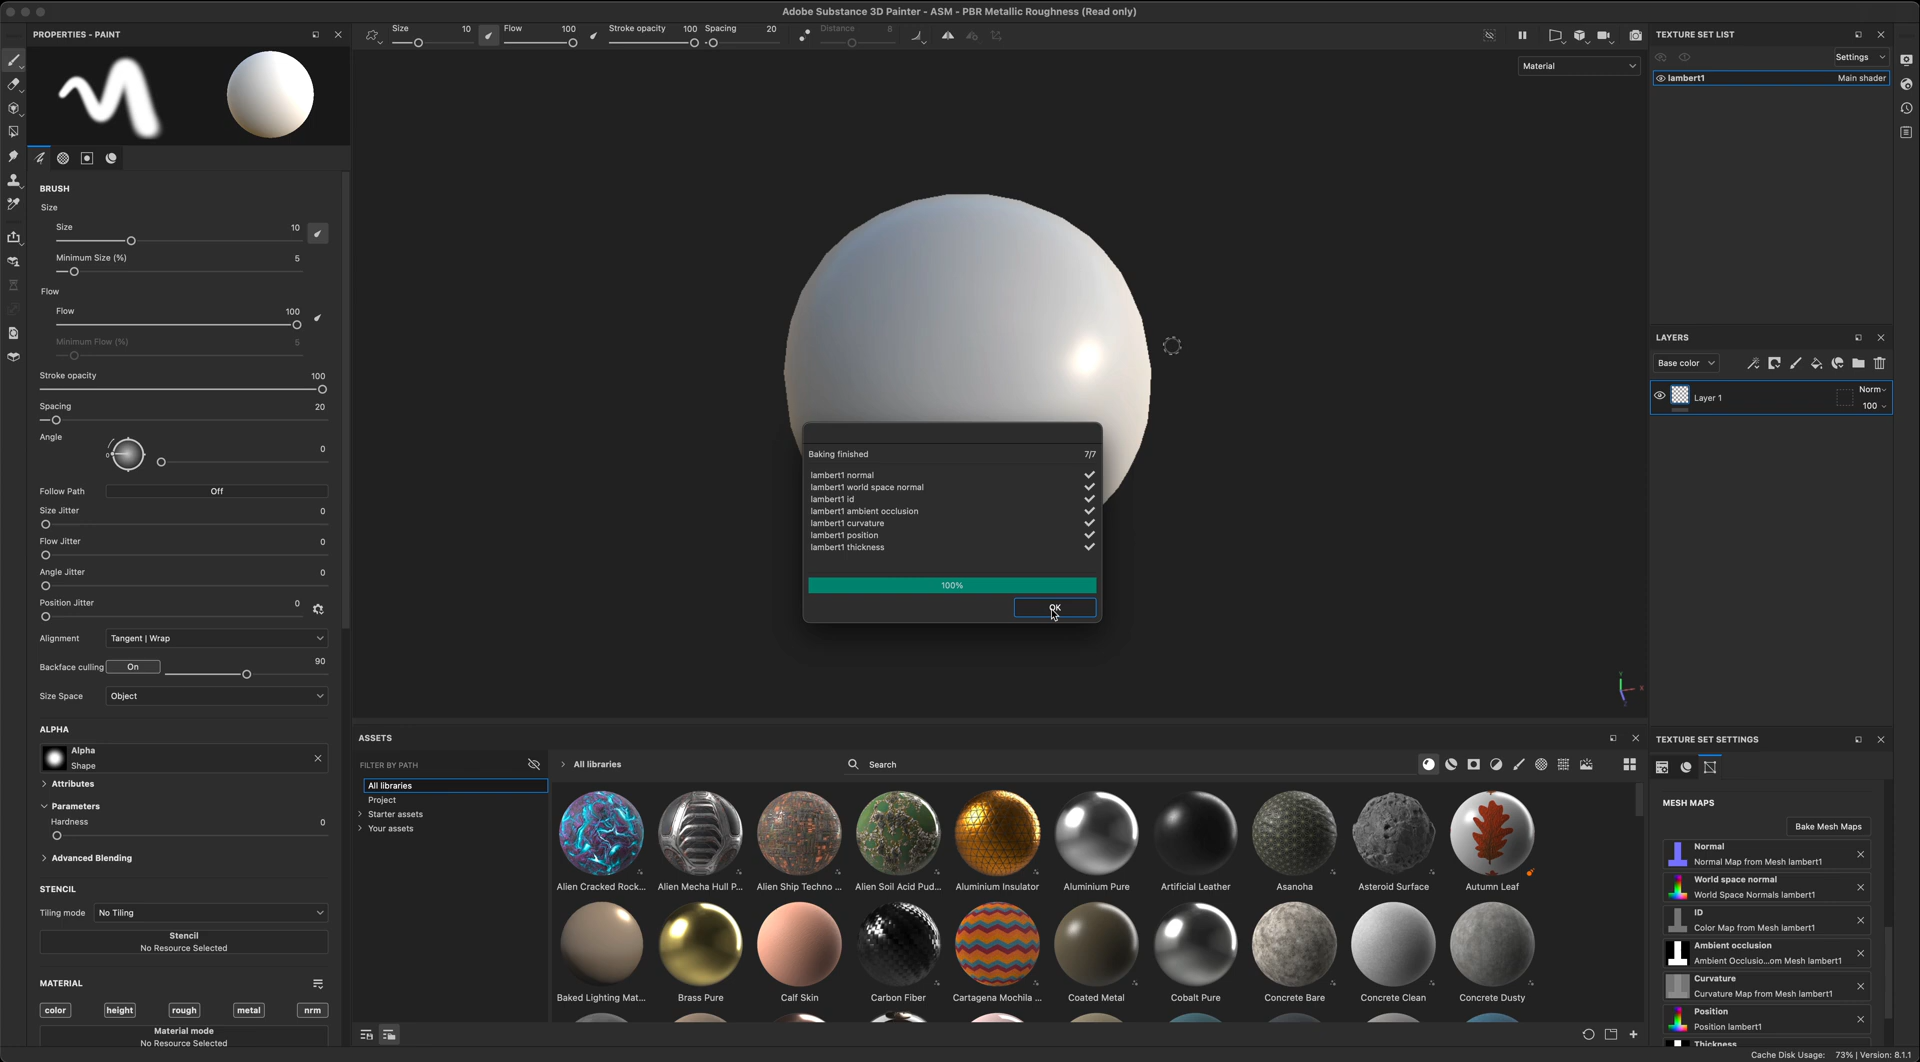 Adobe Substance 3D Painter - ASM - PBR Metallic Roughness (Read only)
PROPERTIES - PAINT
Size 10
Flow 100
Stroke opacity 100
Spacing 20
Distance 8
Material
TEXTURE SET LIST
Settings
lambert1 Main shader
BRUSH
Size
Size 10
Minimum Size (%) 5
Flow
Flow 100
Minimum Flow (%) 5
Stroke opacity 100
Spacing 20
Angle
0 0
Follow Path Off
Size Jitter 0
Flow Jitter 0
Angle Jitter 0
Position Jitter 0
Alignment Tangent | Wrap
Backface culling On 90
Size Space Object
ALPHA
Alpha
Shape
Attributes
Parameters
Hardness 0
Advanced Blending
STENCIL
Tiling mode No Tiling
Stencil
No Resource Selected
MATERIAL
color height rough metal nrm
Material mode
No Resource Selected
Baking finished 7/7
lambert1 normal
lambert1 world space normal
lambert1 id
lambert1 ambient occlusion
lambert1 curvature
lambert1 position
lambert1 thickness
100%
OK
Y
X
Z
LAYERS
Base color
Layer 1
Norm
100
ASSETS
FILTER BY PATH
All libraries
Project
Starter assets
Your assets
All libraries
Search
Alien Cracked Rock... Alien Mecha Hull P... Alien Ship Techno ... Alien Soil Acid Pud... Aluminium Insulator Aluminium Pure Artificial Leather Asanoha Asteroid Surface Autumn Leaf
Baked Lighting Mat... Brass Pure Calf Skin Carbon Fiber Cartagena Mochila ... Coated Metal Cobalt Pure Concrete Bare Concrete Clean Concrete Dusty
TEXTURE SET SETTINGS
MESH MAPS
Bake Mesh Maps
Normal
Normal Map from Mesh lambert1
World space normal
World Space Normals lambert1
ID
Color Map from Mesh lambert1
Ambient occlusion
Ambient Occlusio...om Mesh lambert1
Curvature
Curvature Map from Mesh lambert1
Position
Position lambert1
Thickness
Cache Disk Usage: 73% | Version: 8.1.1